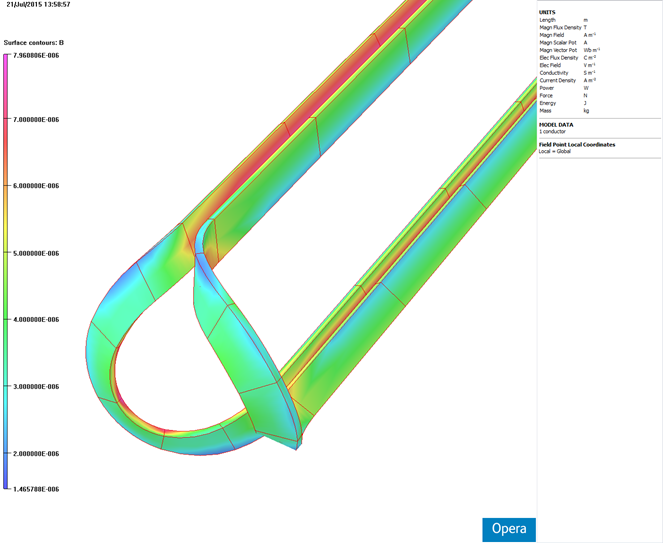 21/Jul/2015 13:58:57
Surface contours: B
7.960806E-006
7.000000E-006
6.000000E-006
5.000000E-006
4.000000E-006
3.000000E-006
2.000000E-006
1.465788E-006
UNITS
Length m
Magn Flux Density T
Magn Field A m⁻¹
Magn Scalar Pot A
Magn Vector Pot Wb m⁻¹
Elec Flux Density C m⁻²
Elec Field V m⁻¹
Conductivity S m⁻¹
Current Density A m⁻²
Power W
Force N
Energy J
Mass kg
MODEL DATA
1 conductor
Field Point Local Coordinates
Local = Global
Opera